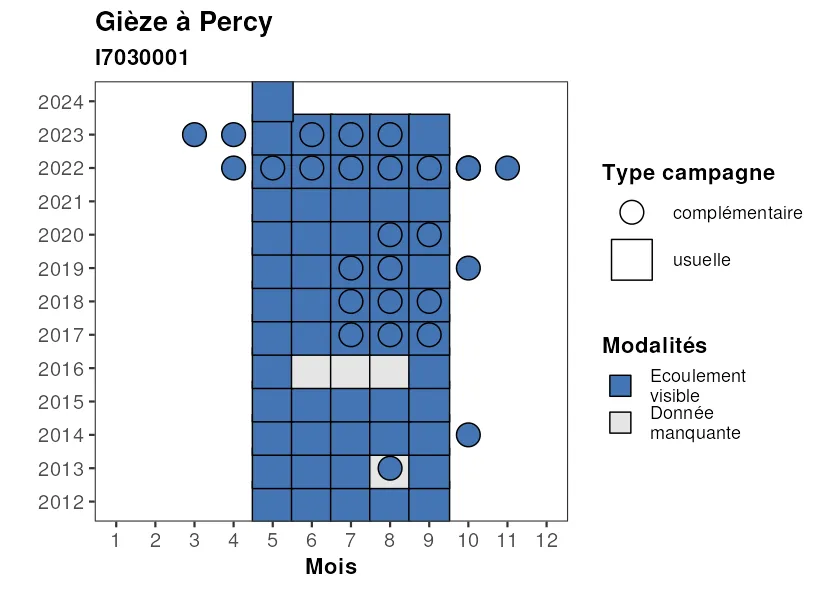 Gièze à Percy
I7030001
2024
2023
2022
2021
2020
2019
2018
2017
2016
2015
2014
2013
2012
1 2 3 4 5 6 7 8 9 10 11 12
Mois
Type campagne
complémentaire
usuelle
Modalités
Ecoulement
visible
Donnée
manquante